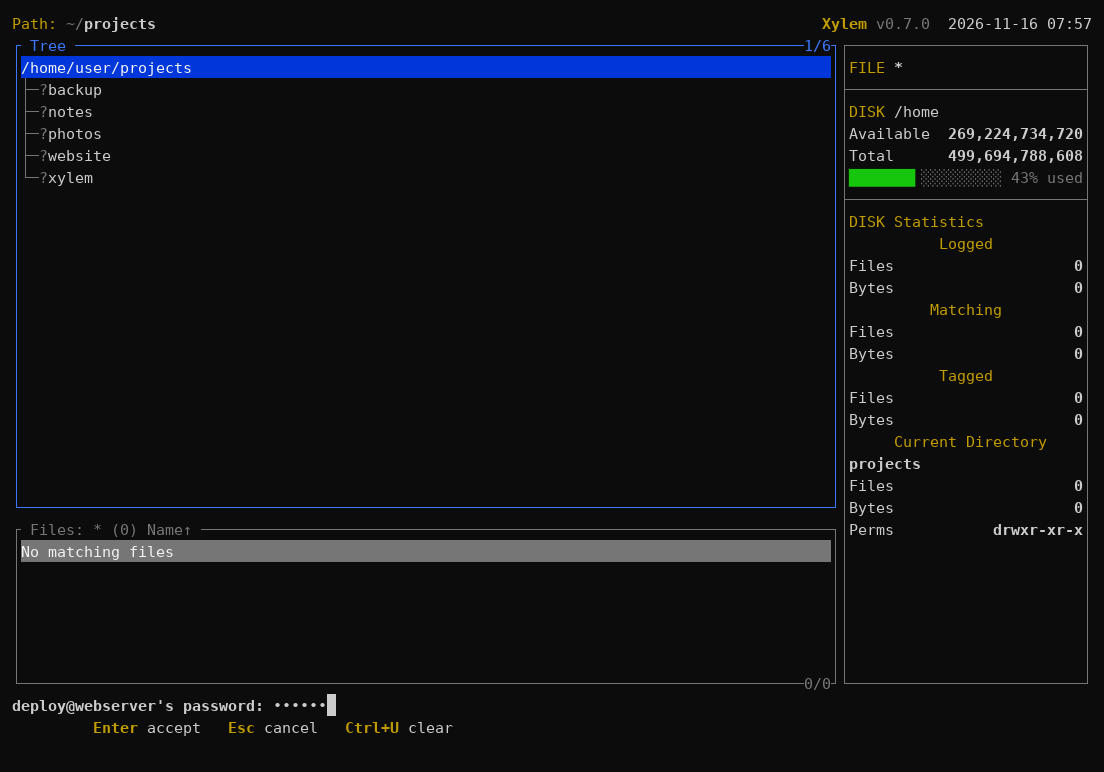 Path: ~/projects Xylem v0.7.0 2026-11-16 07:57
Tree 1/6
/home/user/projects
?backup
?notes
?photos
?website
?xylem
FILE *
DISK /home
Available 269,224,734,720
Total 499,694,788,608
43% used
DISK Statistics
Logged
Files 0
Bytes 0
Matching
Files 0
Bytes 0
Tagged
Files 0
Bytes 0
Current Directory
projects
Files 0
Bytes 0
Perms drwxr-xr-x
Files: * (0) Name↑
No matching files
0/0
deploy@webserver's password: ••••••
Enter accept Esc cancel Ctrl+U clear